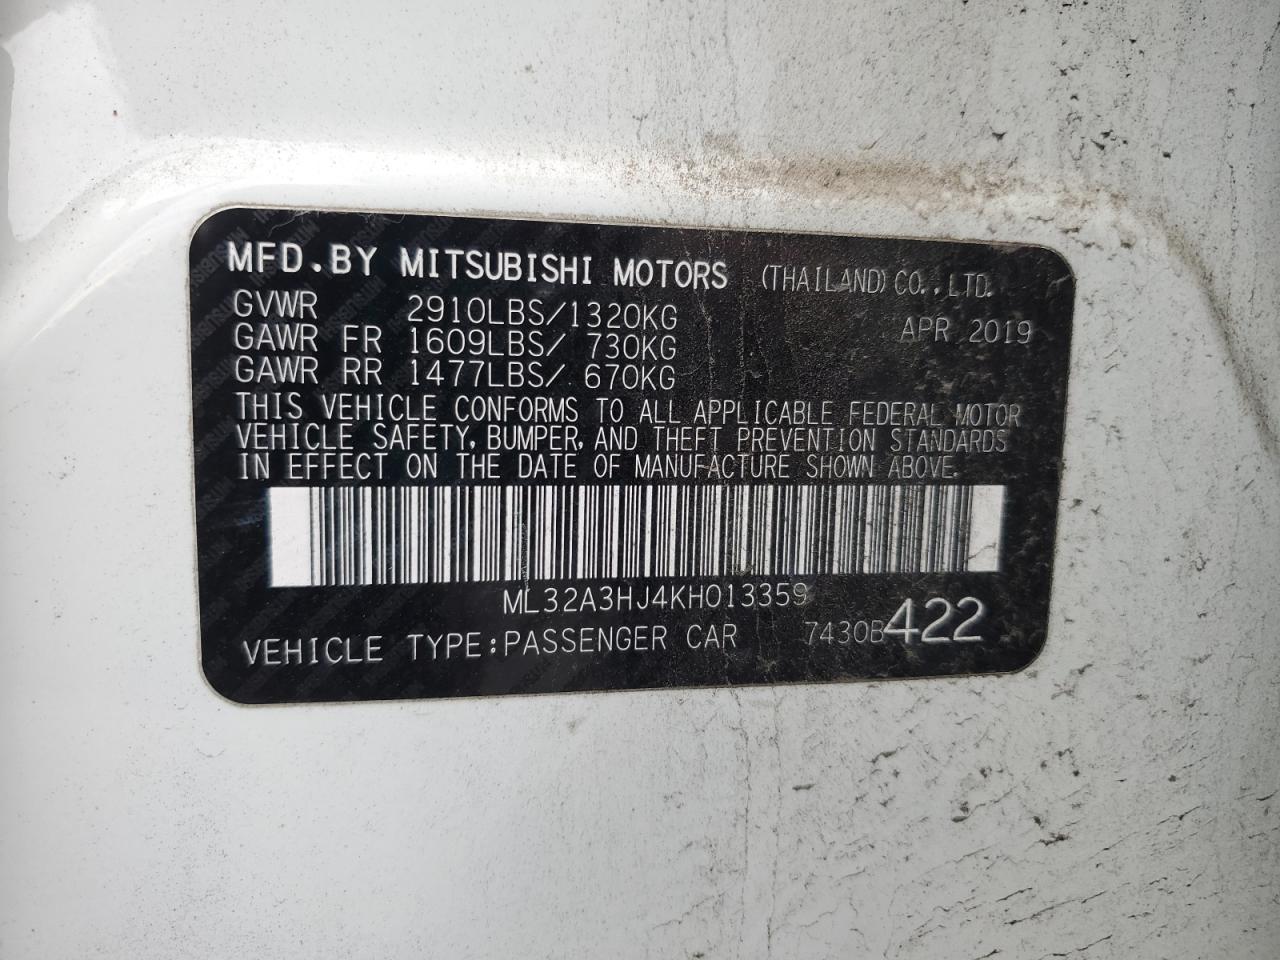 MFD.BY MITSUBISHI MOTORS (THAILAND) CO.,LTD.
GVWR 2910LBS/1320KG APR 2019
GAWR FR 1609LBS/ 730KG
GAWR RR 1477LBS/ 670KG
THIS VEHICLE CONFORMS TO ALL APPLICABLE FEDERAL MOTOR
VEHICLE SAFETY, BUMPER, AND THEFT PREVENTION STANDARDS
IN EFFECT ON THE DATE OF MANUFACTURE SHOWN ABOVE.
ML32A3HJ4KH013359
VEHICLE TYPE:PASSENGER CAR 7430B422